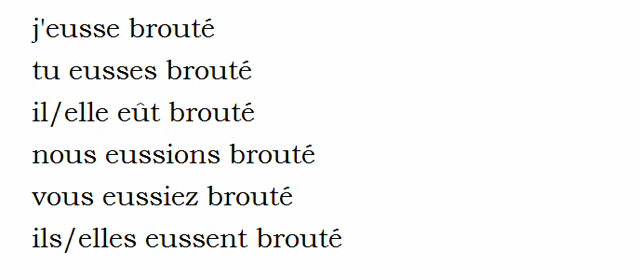 j'eusse brouté
tu eusses brouté
il/elle eût brouté
nous eussions brouté
vous eussiez brouté
ils/elles eussent brouté